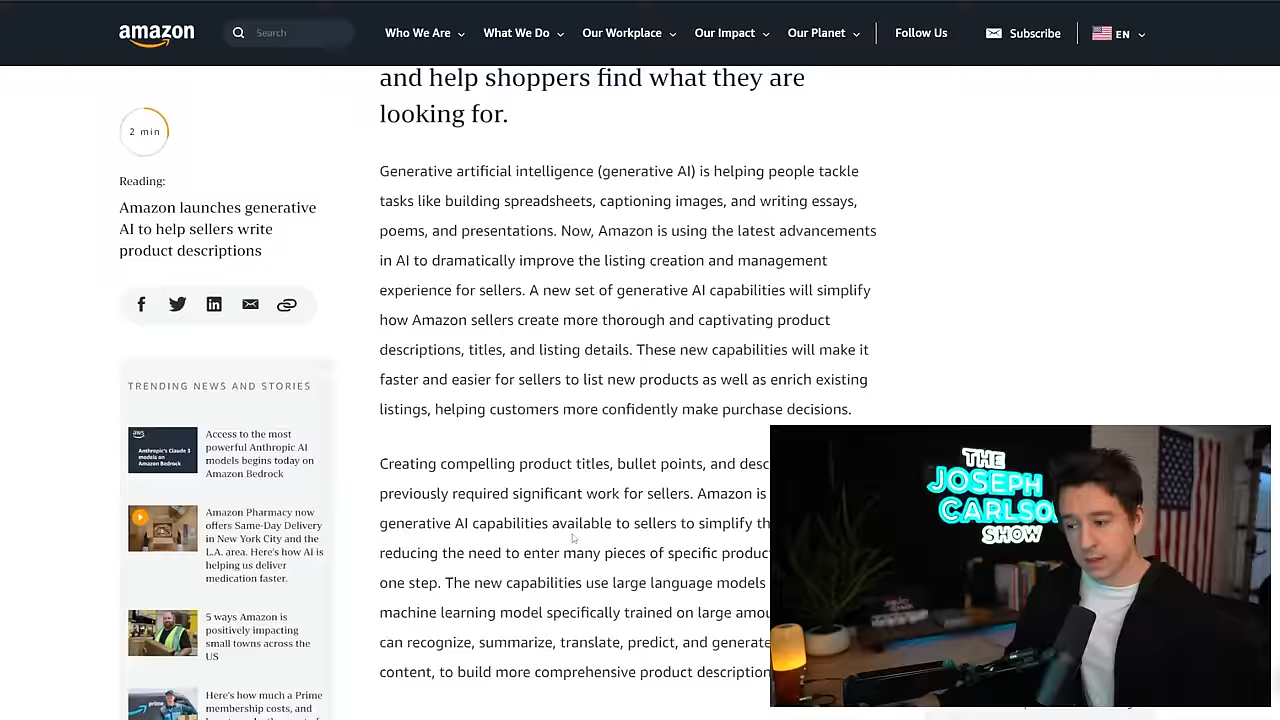 amazon
Search
Who We Are
What We Do
Our Workplace
Our Impact
Our Planet
Follow Us
Subscribe
EN
2 min
Reading:
Amazon launches generative
AI to help sellers write
product descriptions
TRENDING NEWS AND STORIES
aws
Anthropic's Claude 3
models on
Amazon Bedrock
Access to the most
powerful Anthropic AI
models begins today on
Amazon Bedrock
Amazon Pharmacy now
offers Same-Day Delivery
in New York City and the
L.A. area. Here's how AI is
helping us deliver
medication faster.
5 ways Amazon is
positively impacting
small towns across the
US
prime
Here's how much a Prime
membership costs, and
and help shoppers find what they are
looking for.
Generative artificial intelligence (generative AI) is helping people tackle
tasks like building spreadsheets, captioning images, and writing essays,
poems, and presentations. Now, Amazon is using the latest advancements
in AI to dramatically improve the listing creation and management
experience for sellers. A new set of generative AI capabilities will simplify
how Amazon sellers create more thorough and captivating product
descriptions, titles, and listing details. These new capabilities will make it
faster and easier for sellers to list new products as well as enrich existing
listings, helping customers more confidently make purchase decisions.
Creating compelling product titles, bullet points, and desc
previously required significant work for sellers. Amazon is
generative AI capabilities available to sellers to simplify th
reducing the need to enter many pieces of specific produc
one step. The new capabilities use large language models
machine learning model specifically trained on large amou
can recognize, summarize, translate, predict, and generate
content, to build more comprehensive product description
THE
JOSEPH
CARLSO
SHOW